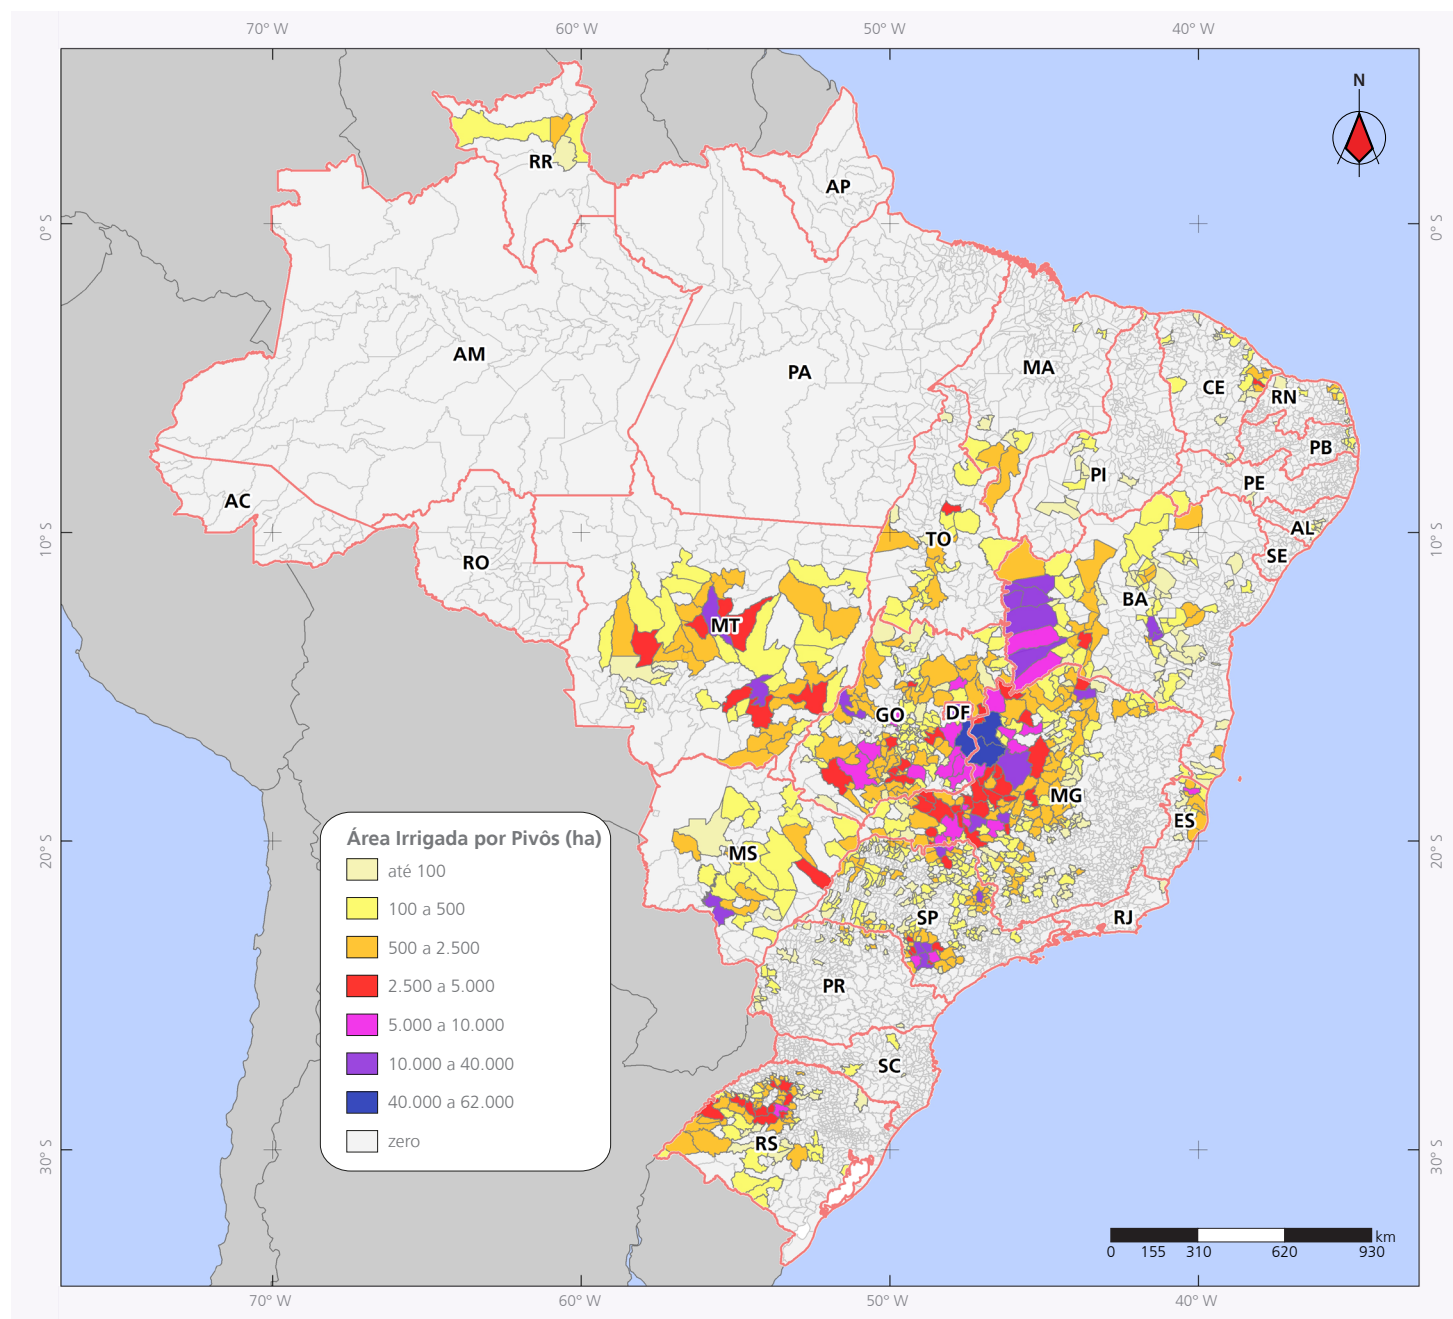 70° W 60° W 50° W 40° W
N
RR
AP
0° S 0° S
AM
PA
MA
CE
RN
PB
PI
PE
AC
AL
TO
10° S 10° S
SE
RO
BA
MT
GO DF
MG
ES
Área Irrigada por Pivôs (ha)
até 100
100 a 500
500 a 2.500
2.500 a 5.000
5.000 a 10.000
10.000 a 40.000
40.000 a 62.000
zero
20° S 20° S
MS
SP
RJ
PR
SC
RS
30° S 30° S
km
0 155 310 620 930
70° W 60° W 50° W 40° W